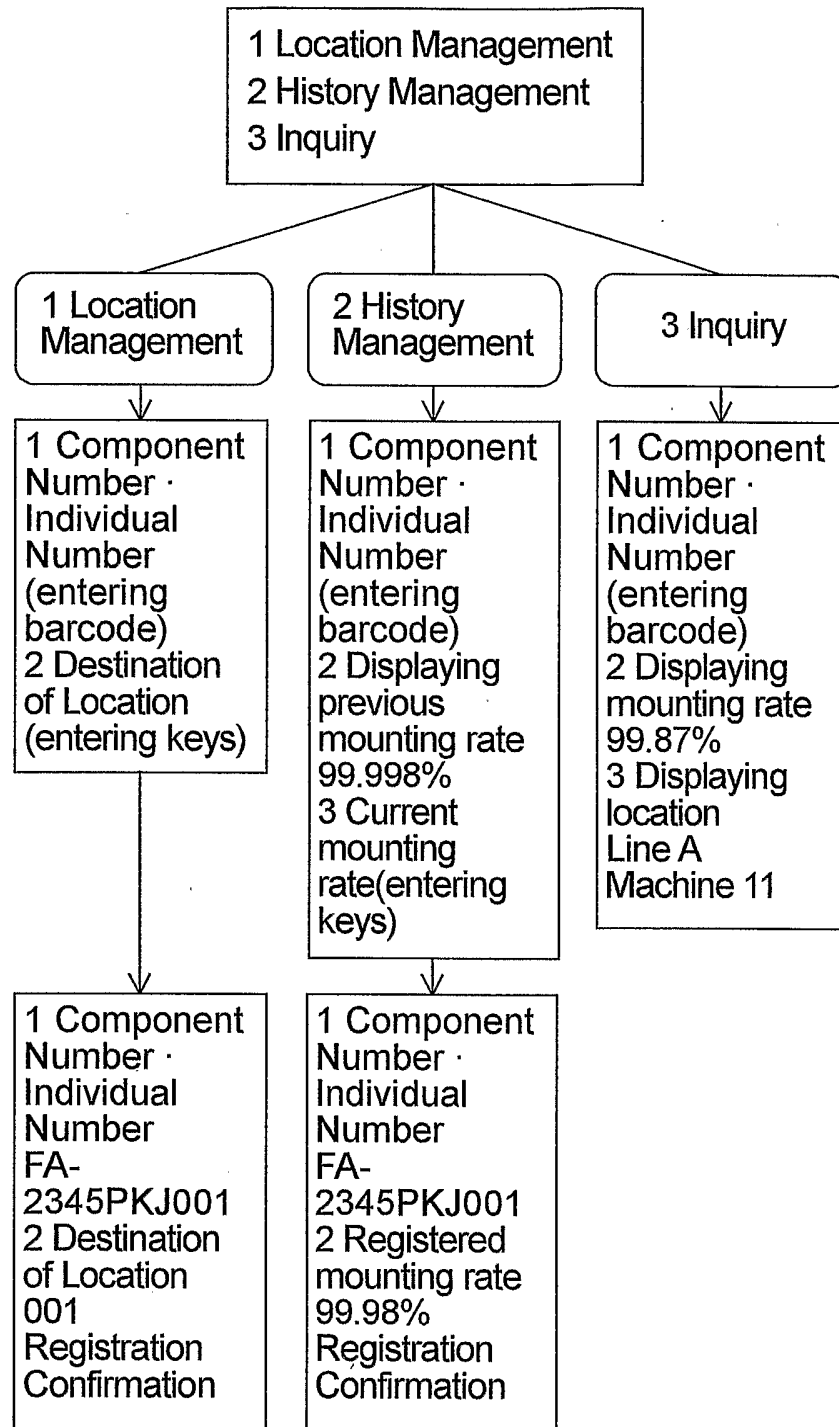 1 Location Management
2 History Management
3 Inquiry
1 Location
Management
2 History
Management
3 Inquiry
1 Component
Number ·
Individual
Number
(entering
barcode)
2 Destination
of Location
(entering keys)
1 Component
Number ·
Individual
Number
(entering
barcode)
2 Displaying
previous
mounting rate
99.998%
3 Current
mounting
rate(entering
keys)
1 Component
Number ·
Individual
Number
(entering
barcode)
2 Displaying
mounting rate
99.87%
3 Displaying
location
Line A
Machine 11
1 Component
Number ·
Individual
Number
FA-
2345PKJ001
2 Destination
of Location
001
Registration
Confirmation
1 Component
Number ·
Individual
Number
FA-
2345PKJ001
2 Registered
mounting rate
99.98%
Registration
Confirmation